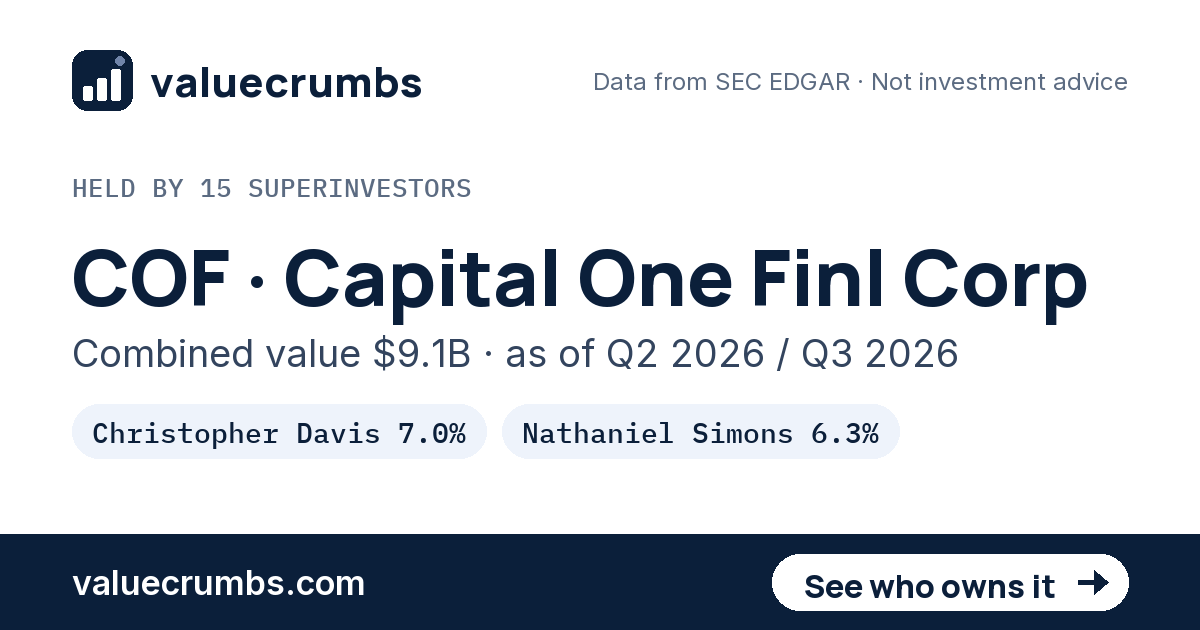 valuecrumbs
Data from SEC EDGAR · Not investment advice
HELD BY 15 SUPERINVESTORS
COF · Capital One Finl Corp
Combined value $9.1B · as of Q2 2026 / Q3 2026
Christopher Davis 7.0%
Nathaniel Simons 6.3%
valuecrumbs.com
See who owns it →